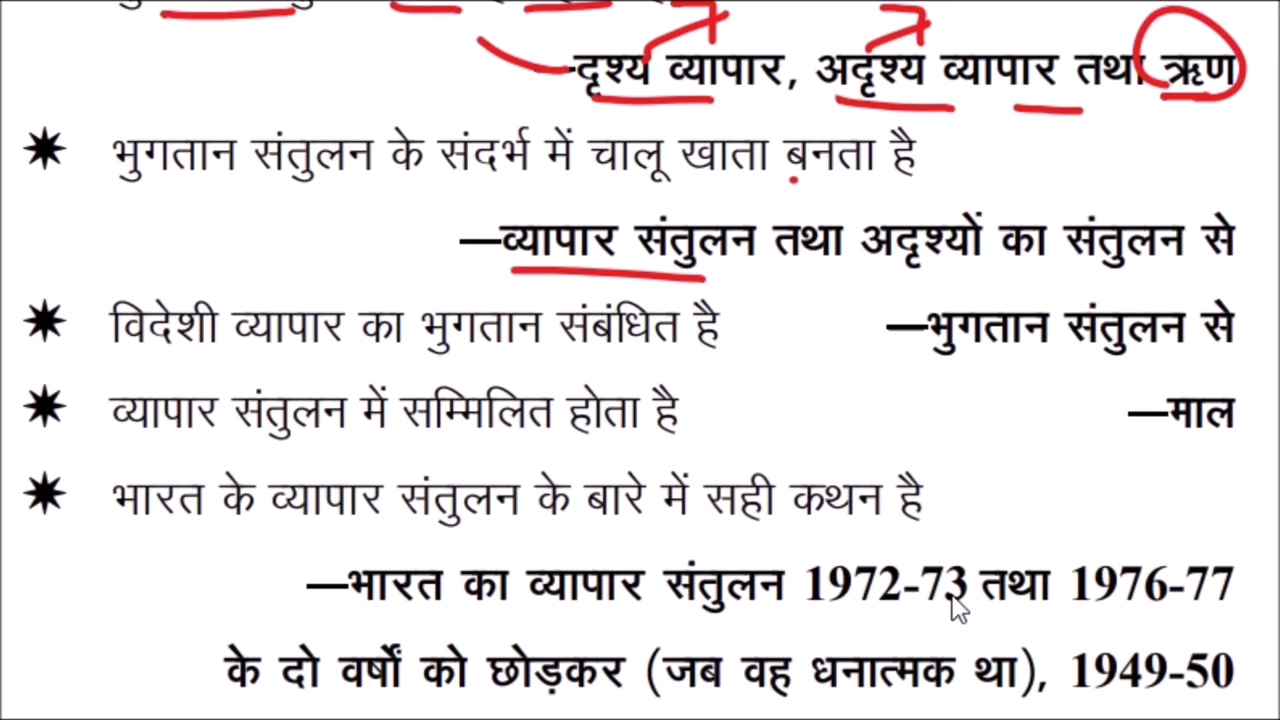 —दृश्य व्यापार, अदृश्य व्यापार तथा ऋण
✷ भुगतान संतुलन के संदर्भ में चालू खाता बनता है
—व्यापार संतुलन तथा अदृश्यों का संतुलन से
✷ विदेशी व्यापार का भुगतान संबंधित है —भुगतान संतुलन से
✷ व्यापार संतुलन में सम्मिलित होता है —माल
✷ भारत के व्यापार संतुलन के बारे में सही कथन है
—भारत का व्यापार संतुलन 1972-73 तथा 1976-77
के दो वर्षों को छोड़कर (जब वह धनात्मक था), 1949-50